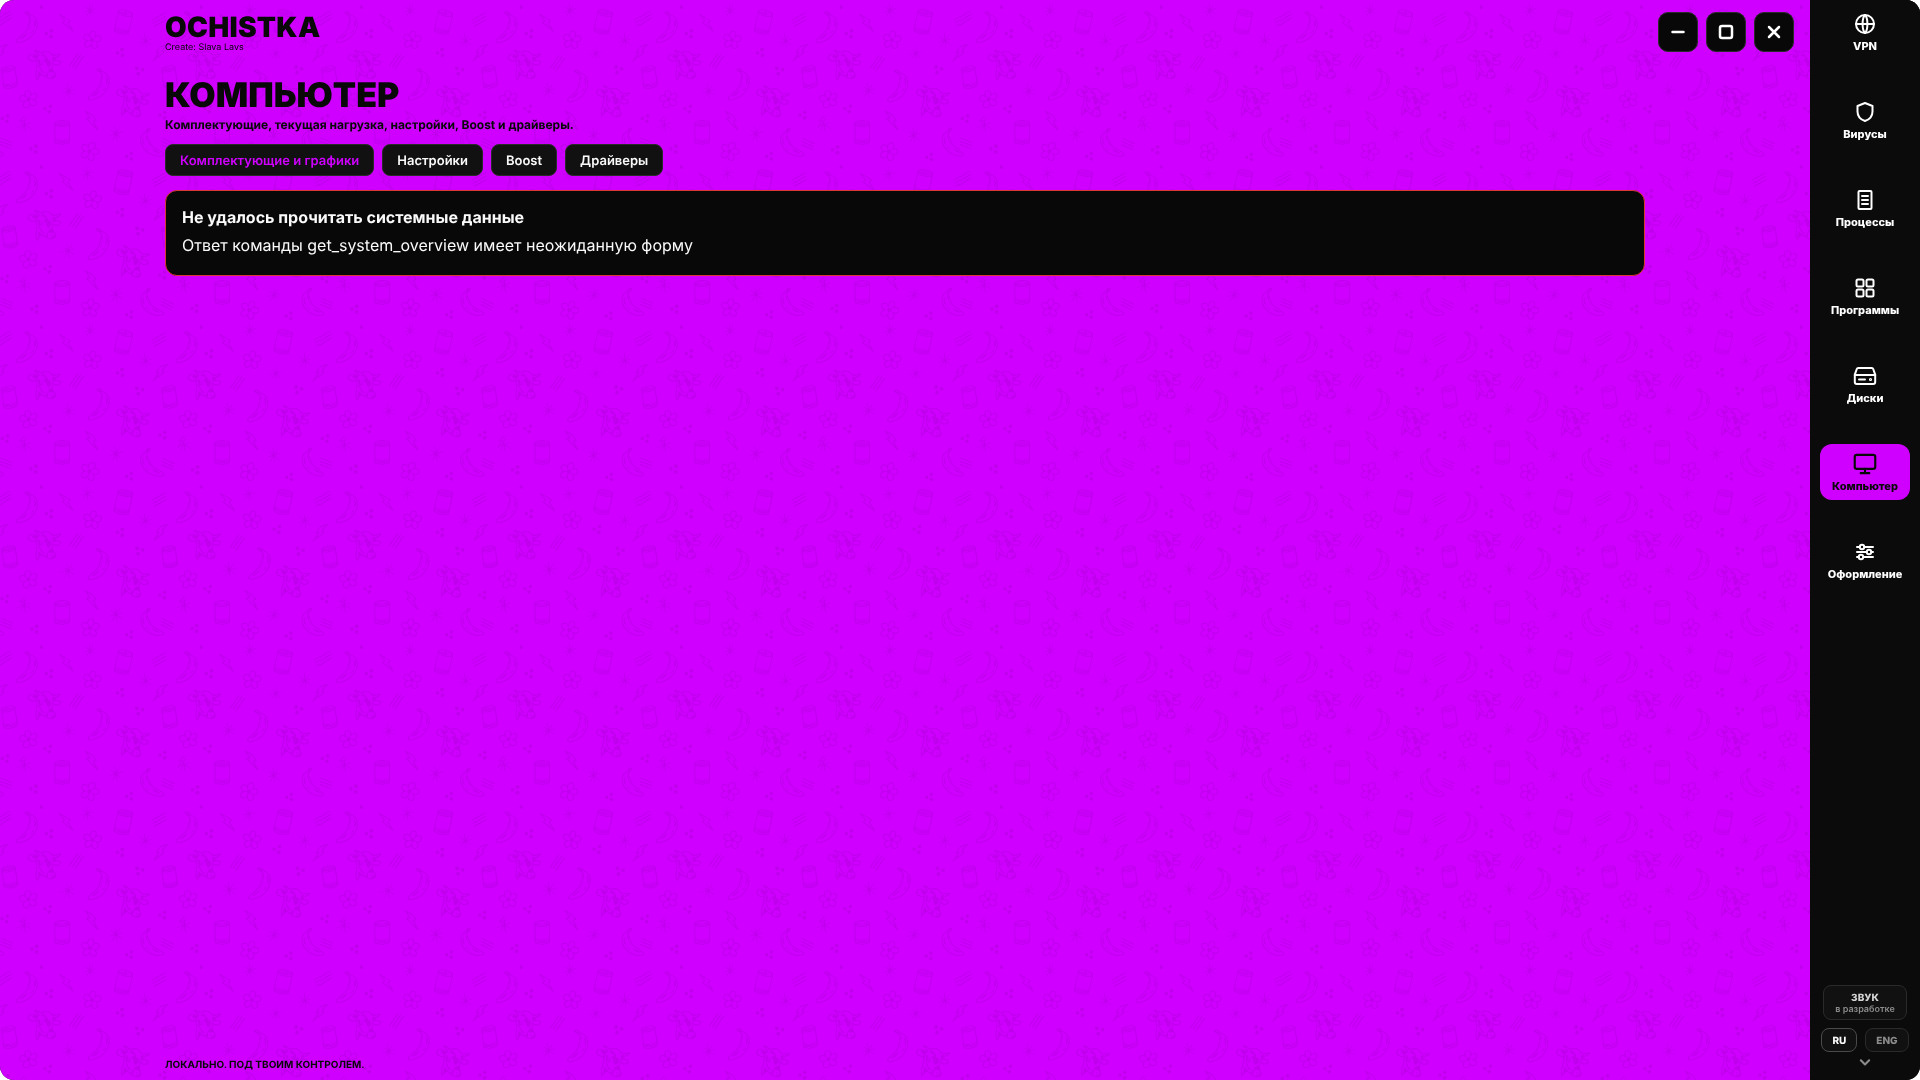 OCHISTKA
Create: Slava Lavs
КОМПЬЮТЕР
Комплектующие, текущая нагрузка, настройки, Boost и драйверы.
Комплектующие и графики
Настройки
Boost
Драйверы
Не удалось прочитать системные данные
Ответ команды get_system_overview имеет неожиданную форму
ЛОКАЛЬНО. ПОД ТВОИМ КОНТРОЛЕМ.
VPN
Вирусы
Процессы
Программы
Диски
Компьютер
Оформление
ЗВУК
в разработке
RU
ENG